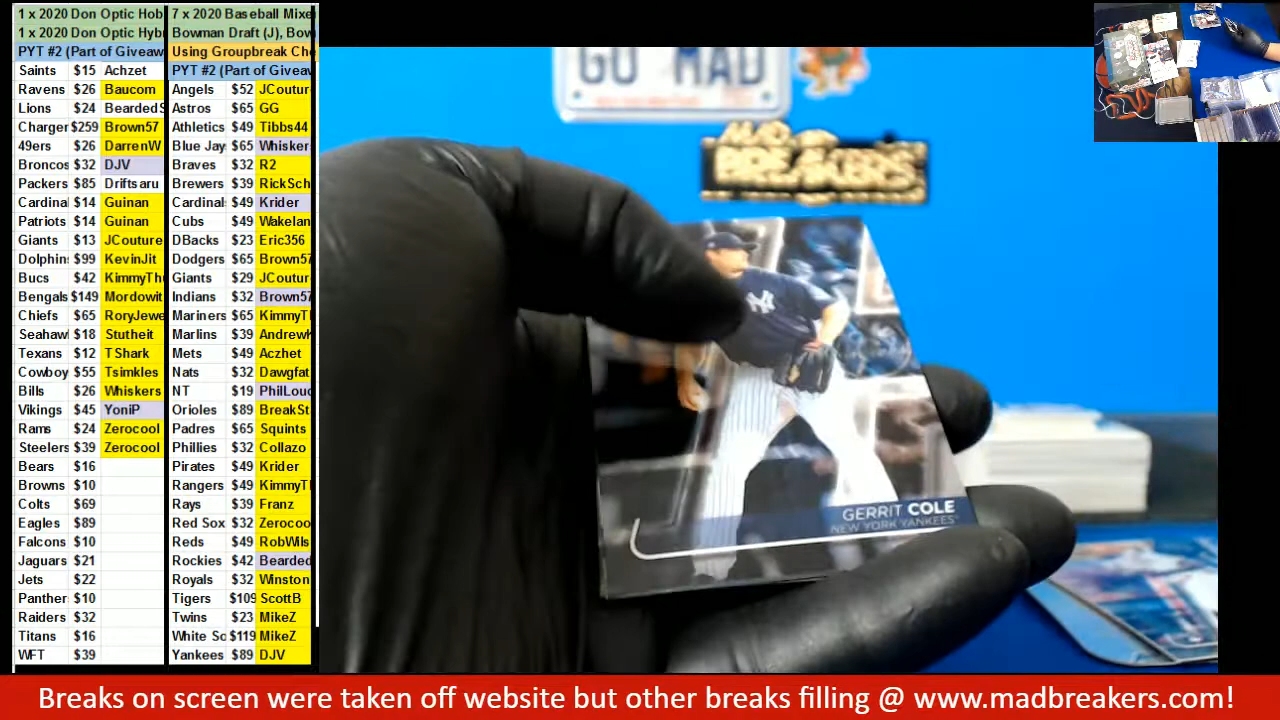 1 x 2020 Don Optic Hob
1 x 2020 Don Optic Hybr
PYT #2 (Part of Giveaw
Saints $15 Achzet
Ravens $26 Baucom
Lions $24 BeardedS
Charger $259 Brown57
49ers $26 DarrenW
Broncos $32 DJV
Packers $85 Driftsaru
Cardinal $14 Guinan
Patriots $14 Guinan
Giants $13 JCouture
Dolphin $99 KevinJit
Bucs $42 KimmyTh
Bengals $149 Mordowit
Chiefs $65 RoryJewe
Seahaw $18 Stutheit
Texans $12 TShark
Cowboy $55 Tsimkles
Bills $26 Whiskers
Vikings $45 YoniP
Rams $24 Zerocool
Steelers $39 Zerocool
Bears $16
Browns $10
Colts $69
Eagles $89
Falcons $10
Jaguars $21
Jets $22
Panther $10
Raiders $32
Titans $16
WFT $39
7 x 2020 Baseball Mixe
Bowman Draft (J), Bow
Using Groupbreak Che
PYT #2 (Part of Giveaw
Angels $52 JCoutur
Astros $65 GG
Athletics $49 Tibbs44
Blue Jay $65 Whisker
Braves $32 R2
Brewers $39 RickSch
Cardinal $49 Krider
Cubs $49 Wakelan
DBacks $23 Eric356
Dodgers $65 Brown57
Giants $29 JCoutur
Indians $32 Brown57
Mariners $65 KimmyTl
Marlins $39 AndrewK
Mets $49 Aczhet
Nats $32 Dawgfat
NT $19 PhilLouc
Orioles $89 BreakSt
Padres $65 Squints
Phillies $32 Collazo
Pirates $49 Krider
Rangers $49 KimmyTl
Rays $39 Franz
Red Sox $32 Zerocoo
Reds $49 RobWils
Rockies $42 Bearded
Royals $32 Winston
Tigers $109 ScottB
Twins $23 MikeZ
White So $119 MikeZ
Yankees $89 DJV
GO MAD
MAD
BREAKERS
GERRIT COLE
NEW YORK YANKEES
Breaks on screen were taken off website but other breaks filling @ www.madbreakers.com!